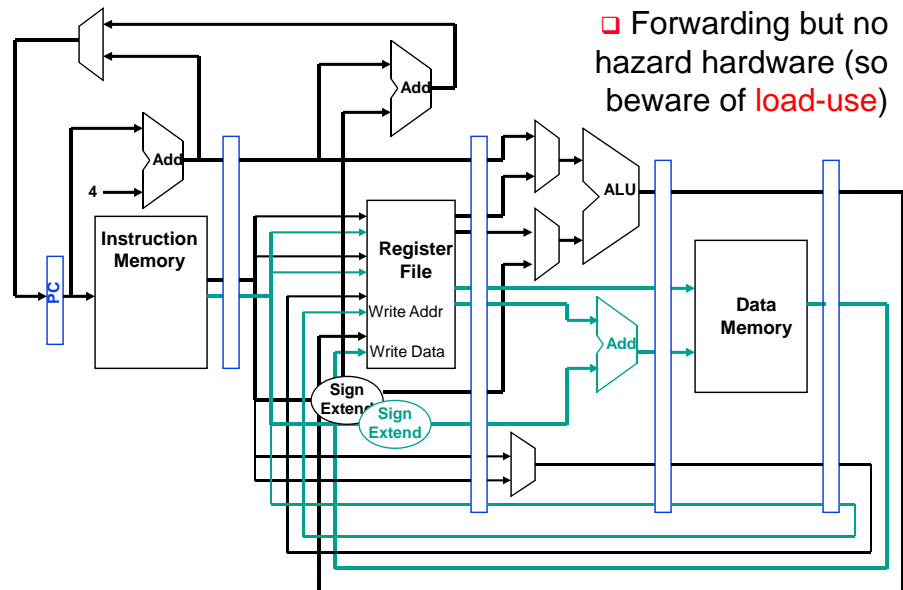 Forwarding but no
hazard hardware (so
beware of load-use)
Add
Add
4
ALU
Instruction
Memory
Register
File
PC
Data
Memory
Write Addr
Add
Write Data
Sign
Extend
Sign
Extend